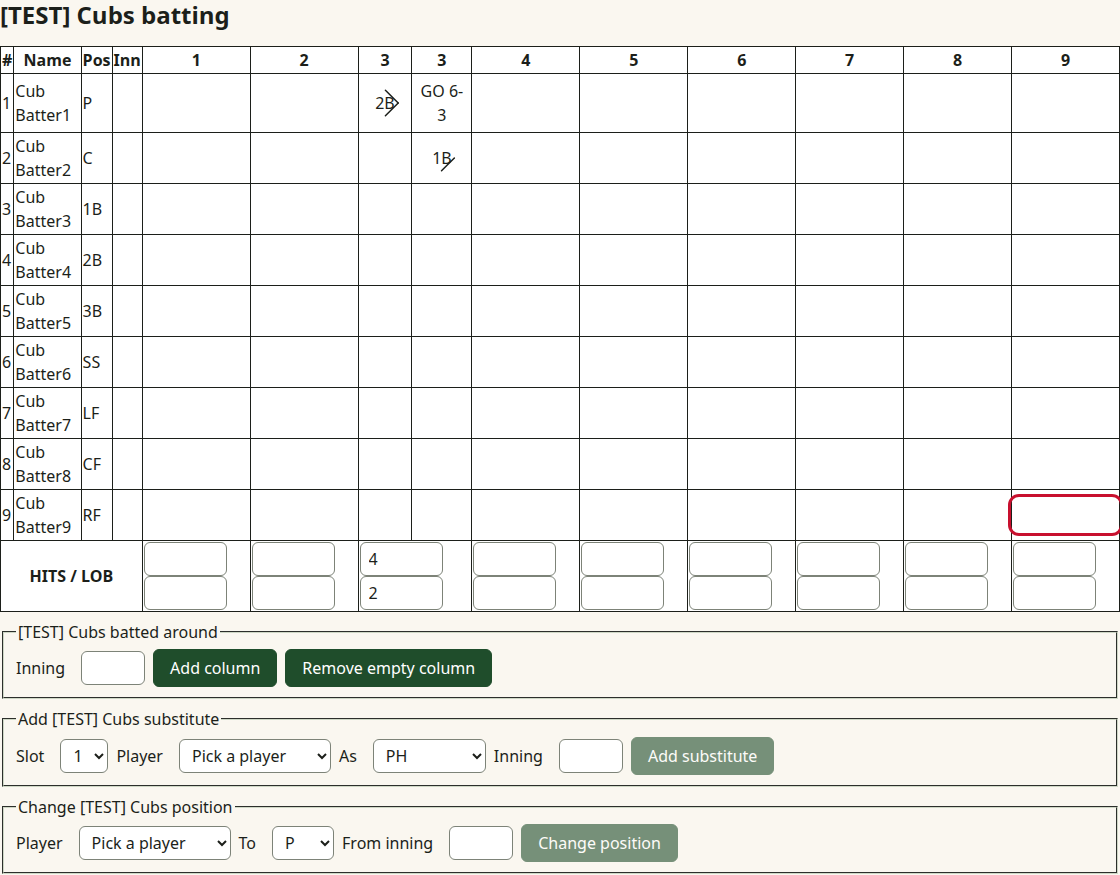 [TEST] Cubs batting
# Name Pos Inn 1 2 3 3 4 5 6 7 8 9
1 Cub Batter1 P 2B GO 6-3
2 Cub Batter2 C 1B
3 Cub Batter3 1B
4 Cub Batter4 2B
5 Cub Batter5 3B
6 Cub Batter6 SS
7 Cub Batter7 LF
8 Cub Batter8 CF
9 Cub Batter9 RF
HITS / LOB
4
2
[TEST] Cubs batted around
Inning Add column Remove empty column
Add [TEST] Cubs substitute
Slot 1 Player Pick a player As PH Inning Add substitute
Change [TEST] Cubs position
Player Pick a player To P From inning Change position